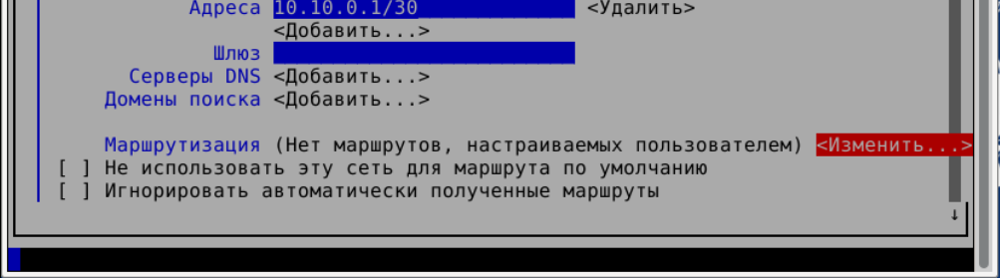 Адреса 10.10.0.1/30 <Удалить>
<Добавить...>
Шлюз
Серверы DNS <Добавить...>
Домены поиска <Добавить...>
Маршрутизация (Нет маршрутов, настраиваемых пользователем) <Изменить...>
[ ] Не использовать эту сеть для маршрута по умолчанию
[ ] Игнорировать автоматически полученные маршруты
↓